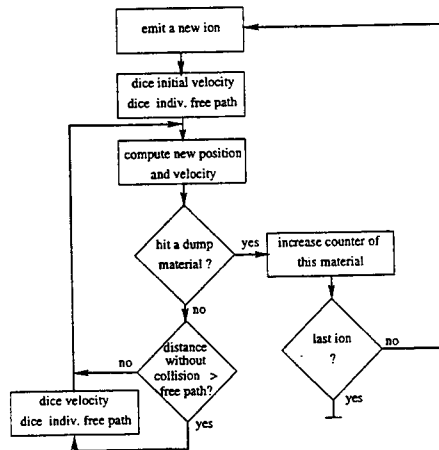 emit a new ion
dice initial velocity
dice indiv. free path
compute new position
and velocity
hit a dump
material ?
yes
increase counter of
this material
no
distance
without
collision >
free path?
no
last ion
?
no
yes
dice velocity
dice indiv. free path
yes